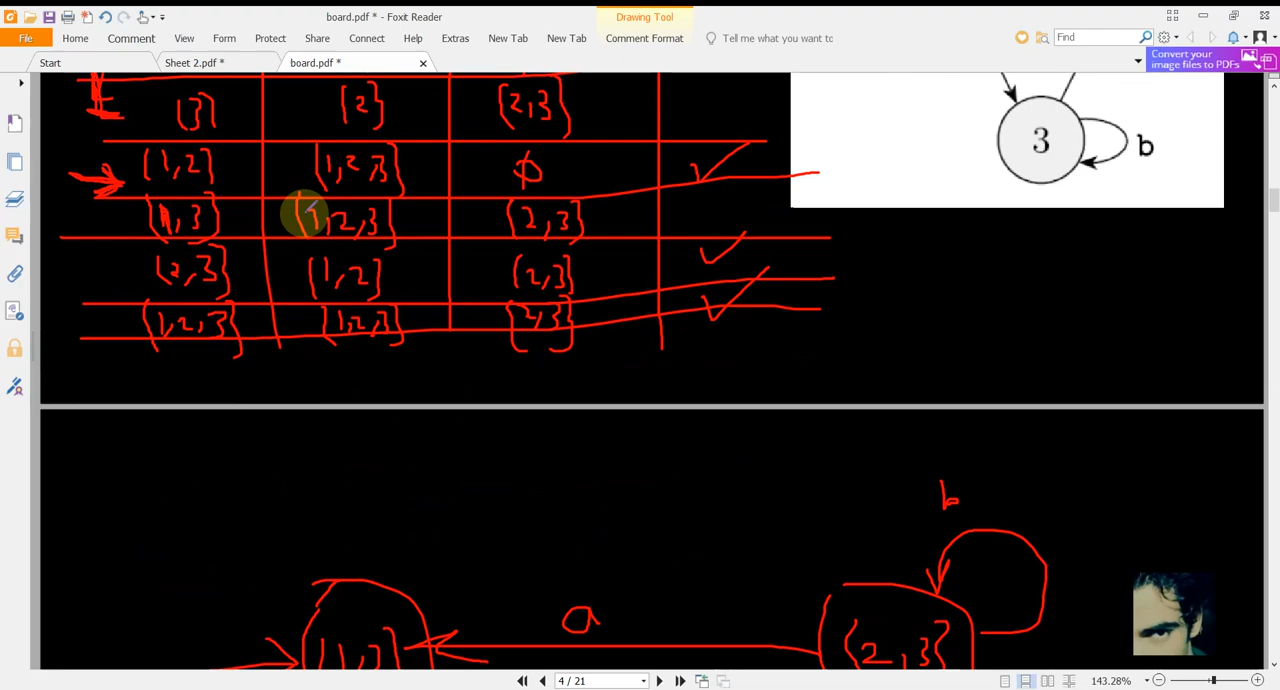 board.pdf * - Foxit Reader
Drawing Tool
File Home Comment View Form Protect Share Connect Help Extras New Tab New Tab Comment Format Tell me what you want to Find
Start Sheet 2.pdf * board.pdf *
Convert your
image files to PDFs
{3} {2} {2,3}
{1,2} {1,2,3} ϕ ✓
{1,3} {1,2,3} {2,3}
{2,3} {1,2} {2,3} ✓
{1,2,3} {1,2,3} {2,3} ✓
3 b
b
a
{2,3}
4 / 21 143.28%